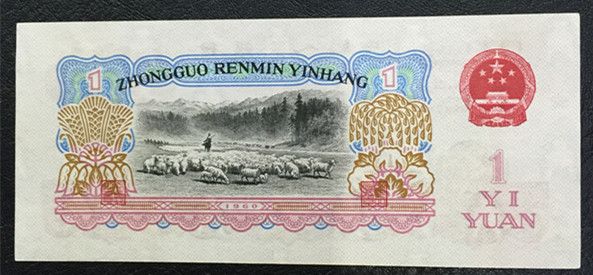 ZHONGGUO RENMIN YINHANG
1
1
1960
1
YI
YUAN